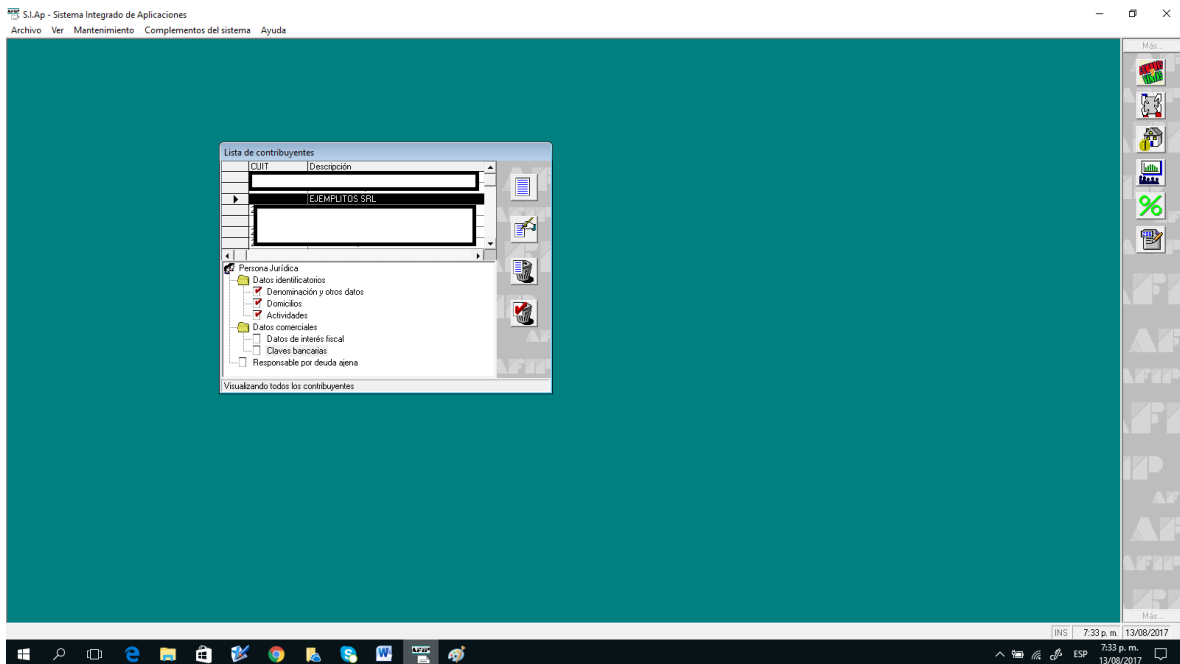 S.I.Ap - Sistema Integrado de Aplicaciones
Archivo Ver Mantenimiento Complementos del sistema Ayuda
Más...
Lista de contribuyentes
CUIT Descripción
EJEMPLITOS SRL
Persona Jurídica
Datos identificatorios
Denominación y otros datos
Domicilios
Actividades
Datos comerciales
Datos de interés fiscal
Claves bancarias
Responsable por deuda ajena
Visualizando todos los contribuyentes
AFIP
AFIP
Más...
INS 7:33 p. m. 13/08/2017
ESP 7:33 p. m.
13/08/2017